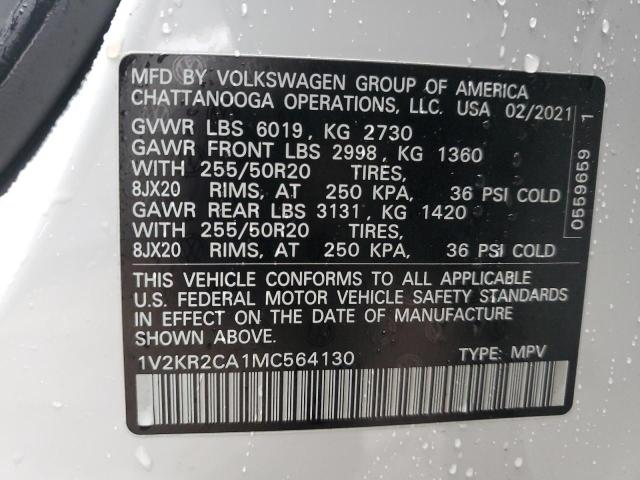 MFD BY VOLKSWAGEN GROUP OF AMERICA
CHATTANOOGA OPERATIONS, LLC. USA 02/2021
GVWR LBS 6019, KG 2730
GAWR FRONT LBS 2998, KG 1360
WITH 255/50R20 TIRES,
8JX20 RIMS, AT 250 KPA, 36 PSI COLD
GAWR REAR LBS 3131, KG 1420
WITH 255/50R20 TIRES,
8JX20 RIMS, AT 250 KPA, 36 PSI COLD
THIS VEHICLE CONFORMS TO ALL APPLICABLE
U.S. FEDERAL MOTOR VEHICLE SAFETY STANDARDS
IN EFFECT ON THE DATE OF MANUFACTURE
SHOWN ABOVE.
1V2KR2CA1MC564130 TYPE: MPV
0559659 1